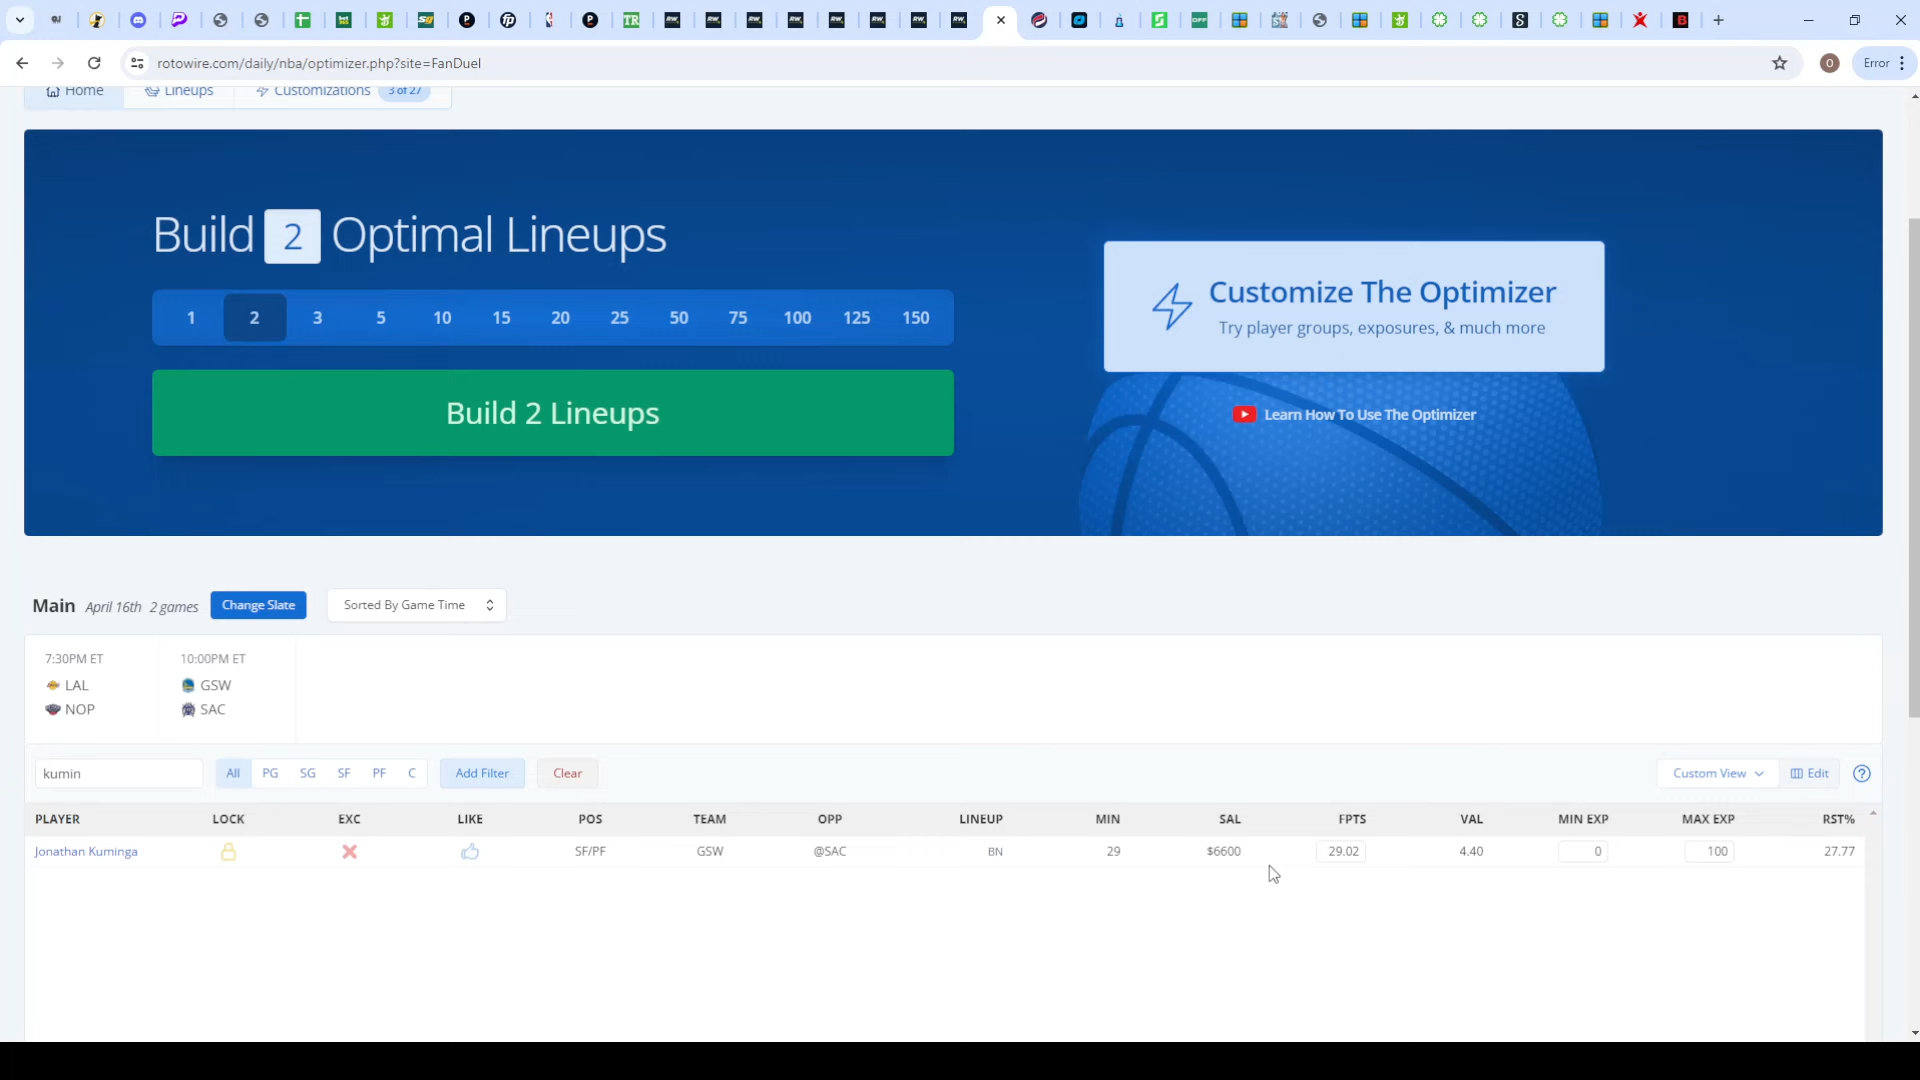 rotowire.com/daily/nba/optimizer.php?site=FanDuel
Error
Home Lineups Customizations 3 of 27
Build 2 Optimal Lineups
1 2 3 5 10 15 20 25 50 75 100 125 150
Build 2 Lineups
Customize The Optimizer
Try player groups, exposures, & much more
Learn How To Use The Optimizer
Main April 16th 2 games Change Slate Sorted By Game Time
7:30PM ET 10:00PM ET
LAL GSW
NOP SAC
kumin All PG SG SF PF C Add Filter Clear Custom View Edit ?
PLAYER LOCK EXC LIKE POS TEAM OPP LINEUP MIN SAL FPTS VAL MIN EXP MAX EXP RST%
Jonathan Kuminga SF/PF GSW @SAC BN 29 $6600 29.02 4.40 0 100 27.77